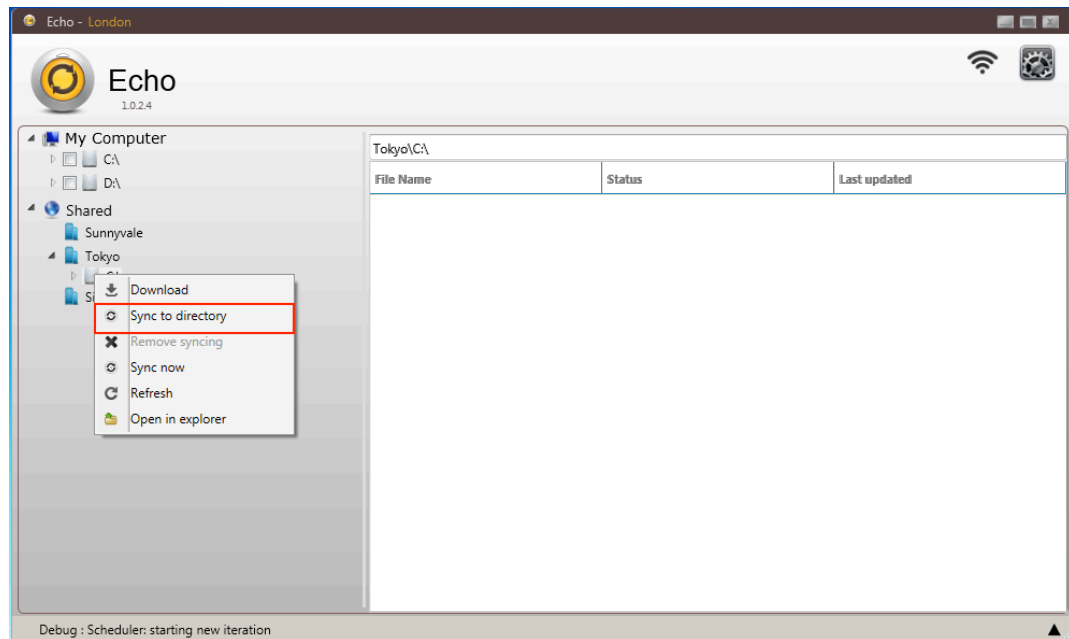 Echo - London
Echo
1.0.2.4
My Computer
C:\
D:\
Shared
Sunnyvale
Tokyo
Download
Sync to directory
Remove syncing
Sync now
Refresh
Open in explorer
Tokyo\C:\
File Name Status Last updated
Debug : Scheduler: starting new iteration